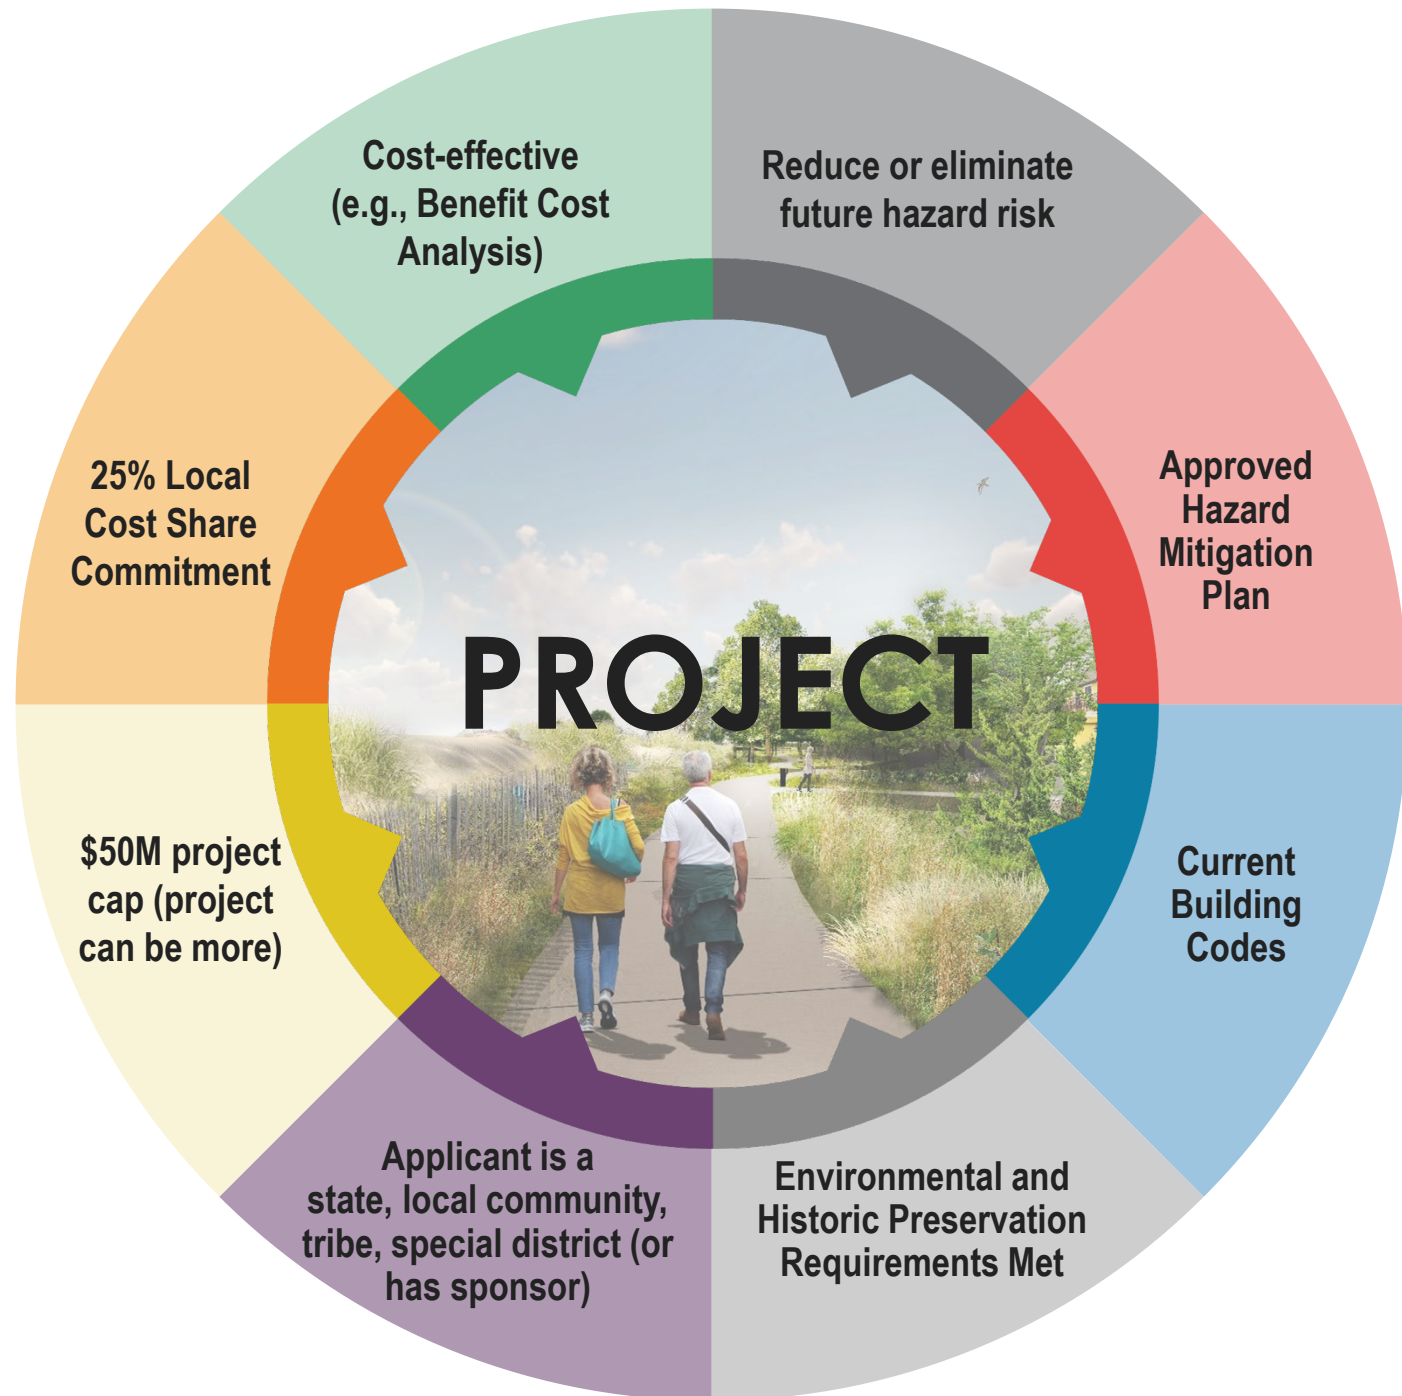 Cost-effective
(e.g., Benefit Cost
Analysis)
Reduce or eliminate
future hazard risk
Approved
Hazard
Mitigation
Plan
Current
Building
Codes
Environmental and
Historic Preservation
Requirements Met
Applicant is a
state, local community,
tribe, special district (or
has sponsor)
$50M project
cap (project
can be more)
25% Local
Cost Share
Commitment
PROJECT